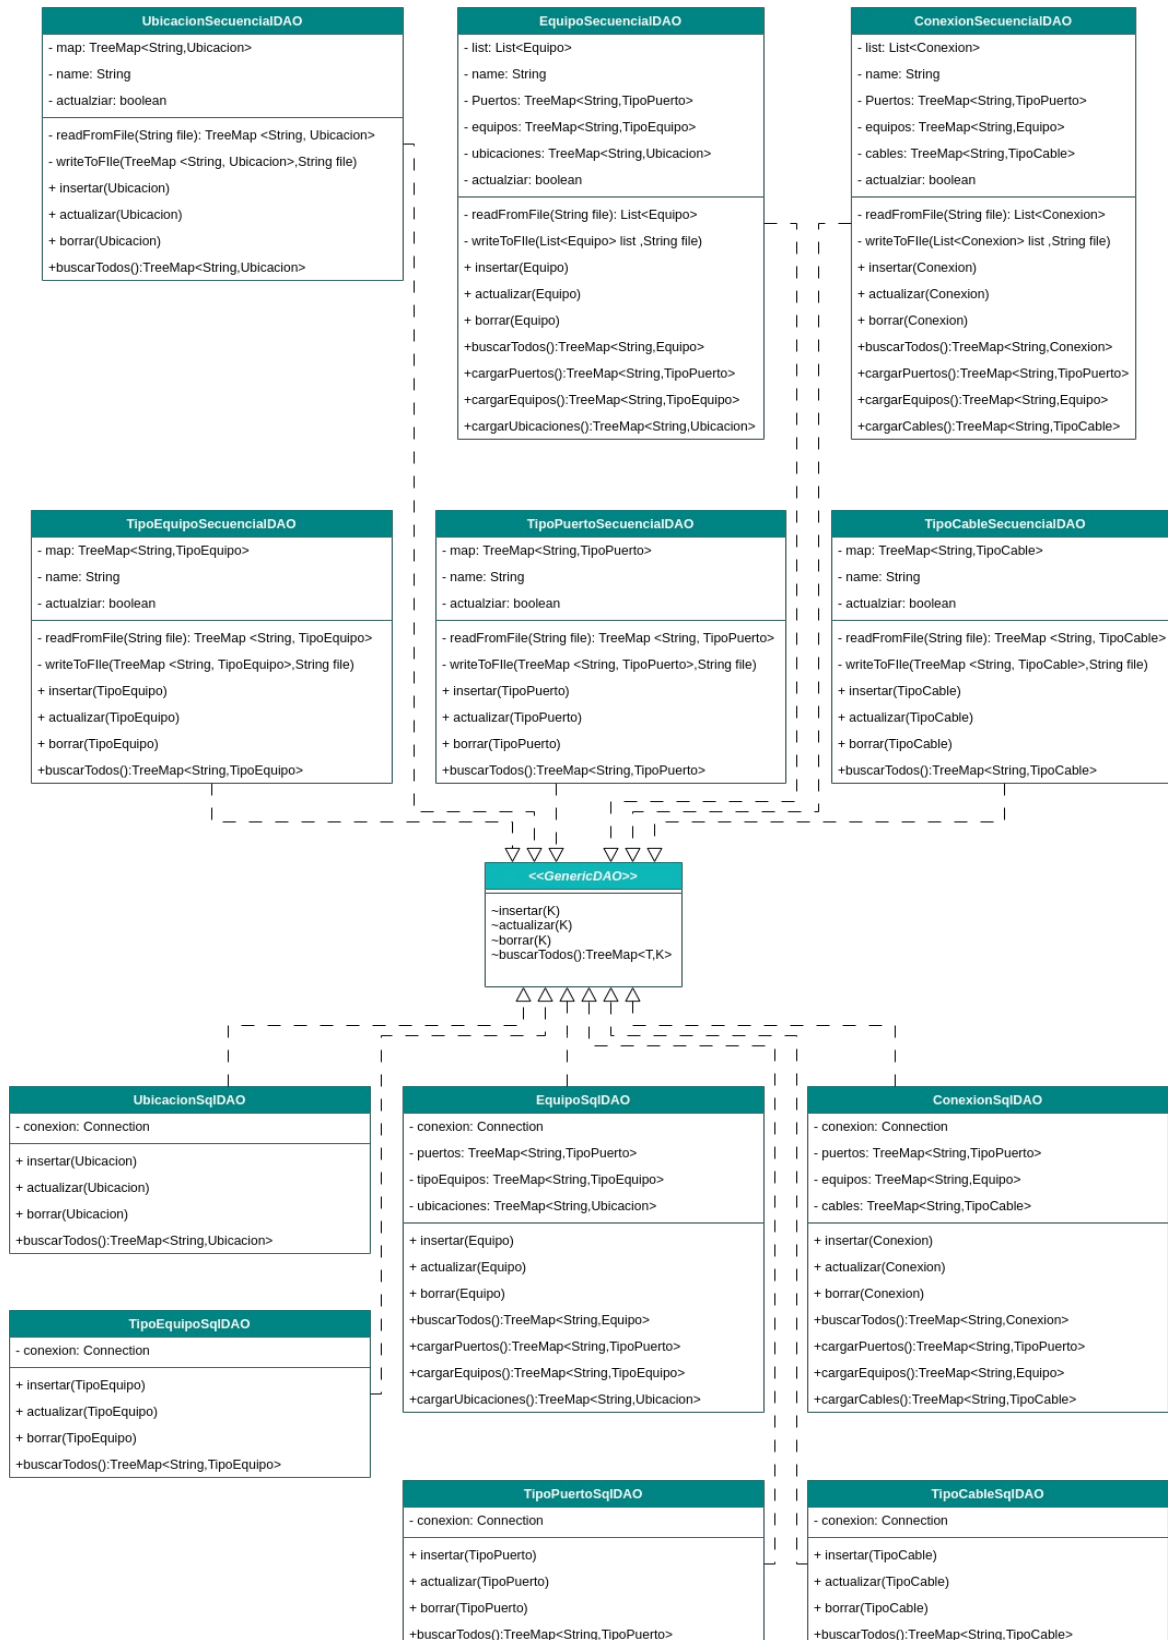 UbicacionSecuencialDAO
- map: TreeMap<String,Ubicacion>
- name: String
- actualziar: boolean
- readFromFile(String file): TreeMap <String, Ubicacion>
- writeToFIle(TreeMap <String, Ubicacion>,String file)
+ insertar(Ubicacion)
+ actualizar(Ubicacion)
+ borrar(Ubicacion)
+buscarTodos():TreeMap<String,Ubicacion>
EquipoSecuencialDAO
- list: List<Equipo>
- name: String
- Puertos: TreeMap<String,TipoPuerto>
- equipos: TreeMap<String,TipoEquipo>
- ubicaciones: TreeMap<String,Ubicacion>
- actualziar: boolean
- readFromFile(String file): List<Equipo>
- writeToFIle(List<Equipo> list ,String file)
+ insertar(Equipo)
+ actualizar(Equipo)
+ borrar(Equipo)
+buscarTodos():TreeMap<String,Equipo>
+cargarPuertos():TreeMap<String,TipoPuerto>
+cargarEquipos():TreeMap<String,TipoEquipo>
+cargarUbicaciones():TreeMap<String,Ubicacion>
ConexionSecuencialDAO
- list: List<Conexion>
- name: String
- Puertos: TreeMap<String,TipoPuerto>
- equipos: TreeMap<String,Equipo>
- cables: TreeMap<String,TipoCable>
- actualziar: boolean
- readFromFile(String file): List<Conexion>
- writeToFIle(List<Conexion> list ,String file)
+ insertar(Conexion)
+ actualizar(Conexion)
+ borrar(Conexion)
+buscarTodos():TreeMap<String,Conexion>
+cargarPuertos():TreeMap<String,TipoPuerto>
+cargarEquipos():TreeMap<String,Equipo>
+cargarCables():TreeMap<String,TipoCable>
TipoEquipoSecuencialDAO
- map: TreeMap<String,TipoEquipo>
- name: String
- actualziar: boolean
- readFromFile(String file): TreeMap <String, TipoEquipo>
- writeToFIle(TreeMap <String, TipoEquipo>,String file)
+ insertar(TipoEquipo)
+ actualizar(TipoEquipo)
+ borrar(TipoEquipo)
+buscarTodos():TreeMap<String,TipoEquipo>
TipoPuertoSecuencialDAO
- map: TreeMap<String,TipoPuerto>
- name: String
- actualziar: boolean
- readFromFile(String file): TreeMap <String, TipoPuerto>
- writeToFIle(TreeMap <String, TipoPuerto>,String file)
+ insertar(TipoPuerto)
+ actualizar(TipoPuerto)
+ borrar(TipoPuerto)
+buscarTodos():TreeMap<String,TipoPuerto>
TipoCableSecuencialDAO
- map: TreeMap<String,TipoCable>
- name: String
- actualziar: boolean
- readFromFile(String file): TreeMap <String, TipoCable>
- writeToFIle(TreeMap <String, TipoCable>,String file)
+ insertar(TipoCable)
+ actualizar(TipoCable)
+ borrar(TipoCable)
+buscarTodos():TreeMap<String,TipoCable>
<<GenericDAO>>
~insertar(K)
~actualizar(K)
~borrar(K)
~buscarTodos():TreeMap<T,K>
UbicacionSqlDAO
- conexion: Connection
+ insertar(Ubicacion)
+ actualizar(Ubicacion)
+ borrar(Ubicacion)
+buscarTodos():TreeMap<String,Ubicacion>
EquipoSqlDAO
- conexion: Connection
- puertos: TreeMap<String,TipoPuerto>
- tipoEquipos: TreeMap<String,TipoEquipo>
- ubicaciones: TreeMap<String,Ubicacion>
+ insertar(Equipo)
+ actualizar(Equipo)
+ borrar(Equipo)
+buscarTodos():TreeMap<String,Equipo>
+cargarPuertos():TreeMap<String,TipoPuerto>
+cargarEquipos():TreeMap<String,TipoEquipo>
+cargarUbicaciones():TreeMap<String,Ubicacion>
ConexionSqlDAO
- conexion: Connection
- puertos: TreeMap<String,TipoPuerto>
- equipos: TreeMap<String,Equipo>
- cables: TreeMap<String,TipoCable>
+ insertar(Conexion)
+ actualizar(Conexion)
+ borrar(Conexion)
+buscarTodos():TreeMap<String,Conexion>
+cargarPuertos():TreeMap<String,TipoPuerto>
+cargarEquipos():TreeMap<String,Equipo>
+cargarCables():TreeMap<String,TipoCable>
TipoEquipoSqlDAO
- conexion: Connection
+ insertar(TipoEquipo)
+ actualizar(TipoEquipo)
+ borrar(TipoEquipo)
+buscarTodos():TreeMap<String,TipoEquipo>
TipoPuertoSqlDAO
- conexion: Connection
+ insertar(TipoPuerto)
+ actualizar(TipoPuerto)
+ borrar(TipoPuerto)
+buscarTodos():TreeMap<String,TipoPuerto>
TipoCableSqlDAO
- conexion: Connection
+ insertar(TipoCable)
+ actualizar(TipoCable)
+ borrar(TipoCable)
+buscarTodos():TreeMap<String,TipoCable>